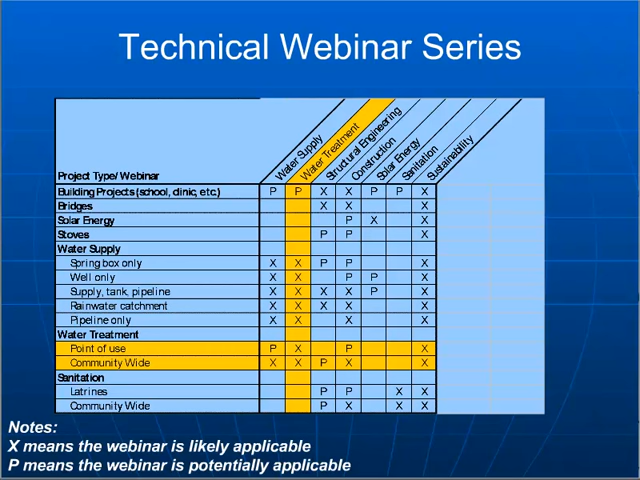 Technical Webinar Series
Project Type/ Webinar Water Supply Water Treatment Structural Engineering Construction Solar Energy Sanitation Sustainability
Building Projects (school, clinic, etc.) P P X X P P X
Bridges X X X
Solar Energy P X X
Stoves P P X
Water Supply
Spring box only X X P P X
Well only X X P P X
Supply, tank, pipeline X X X X P X
Rainwater catchment X X X X X
Pipeline only X X X X
Water Treatment
Point of use P X P X
Community Wide X X P X X
Sanitation
Latrines P P X X
Community Wide P X X X
Notes:
X means the webinar is likely applicable
P means the webinar is potentially applicable